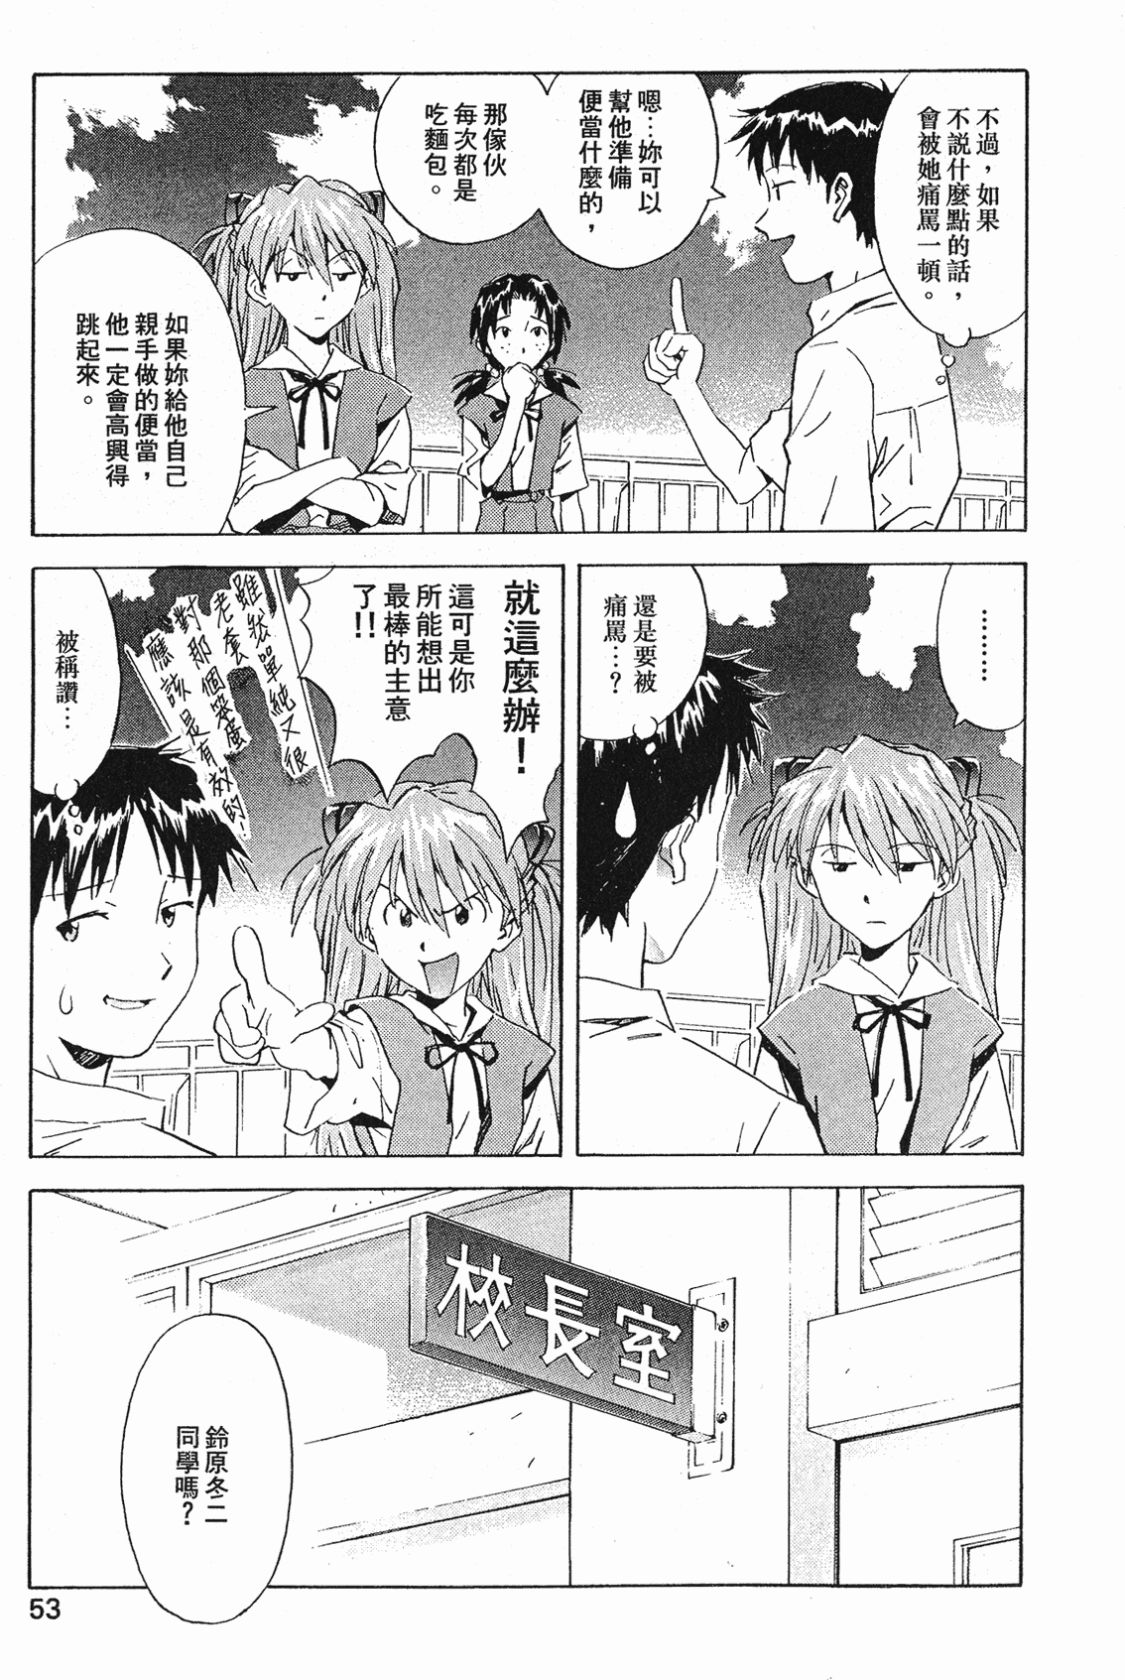 不過，如果
不說什麼點的話，
會被她痛罵一頓。
嗯…妳可以
幫他準備
便當什麼的，
那傢伙
每次都是
吃麵包。
如果妳給他自己
親手做的便當，
他一定會高興得
跳起來。
………
還是要被
痛罵…？
就這麼辦！
這可是你
所能想出
最棒的主意
了!!
雖然單純又很
老套
對那個笨蛋
應該是有效的！
被稱讚…
校長室
鈴原冬二
同學嗎？
53